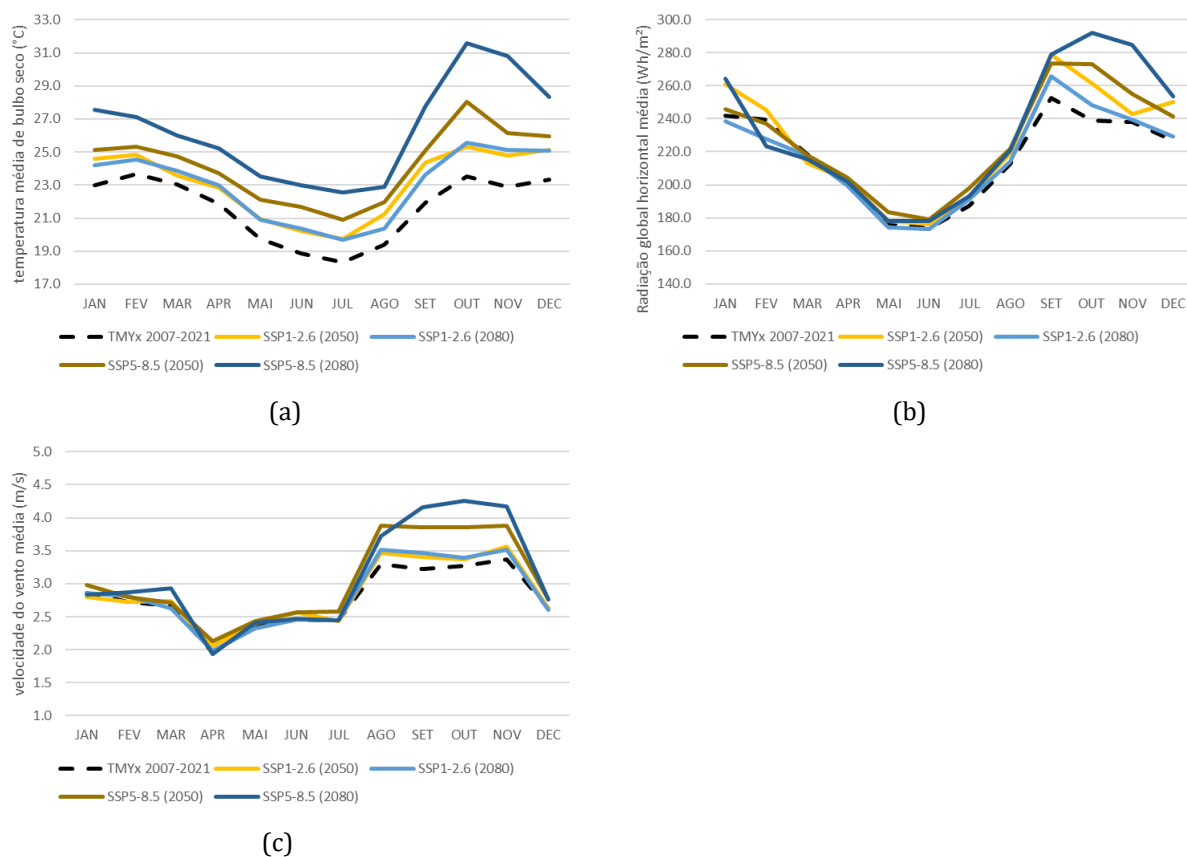 temperatura média de bulbo seco (°C)
33.0
31.0
29.0
27.0
25.0
23.0
21.0
19.0
17.0
JAN FEV MAR APR MAI JUN JUL AGO SET OUT NOV DEC
TMYx 2007-2021 SSP1-2.6 (2050) SSP1-2.6 (2080)
SSP5-8.5 (2050) SSP5-8.5 (2080)
(a)
Radiação global horizontal média (Wh/m²)
300.0
280.0
260.0
240.0
220.0
200.0
180.0
160.0
140.0
JAN FEV MAR APR MAI JUN JUL AGO SET OUT NOV DEC
TMYx 2007-2021 SSP1-2.6 (2050) SSP1-2.6 (2080)
SSP5-8.5 (2050) SSP5-8.5 (2080)
(b)
velocidade do vento média (m/s)
5.0
4.5
4.0
3.5
3.0
2.5
2.0
1.5
1.0
JAN FEV MAR APR MAI JUN JUL AGO SET OUT NOV DEC
TMYx 2007-2021 SSP1-2.6 (2050) SSP1-2.6 (2080)
SSP5-8.5 (2050) SSP5-8.5 (2080)
(c)